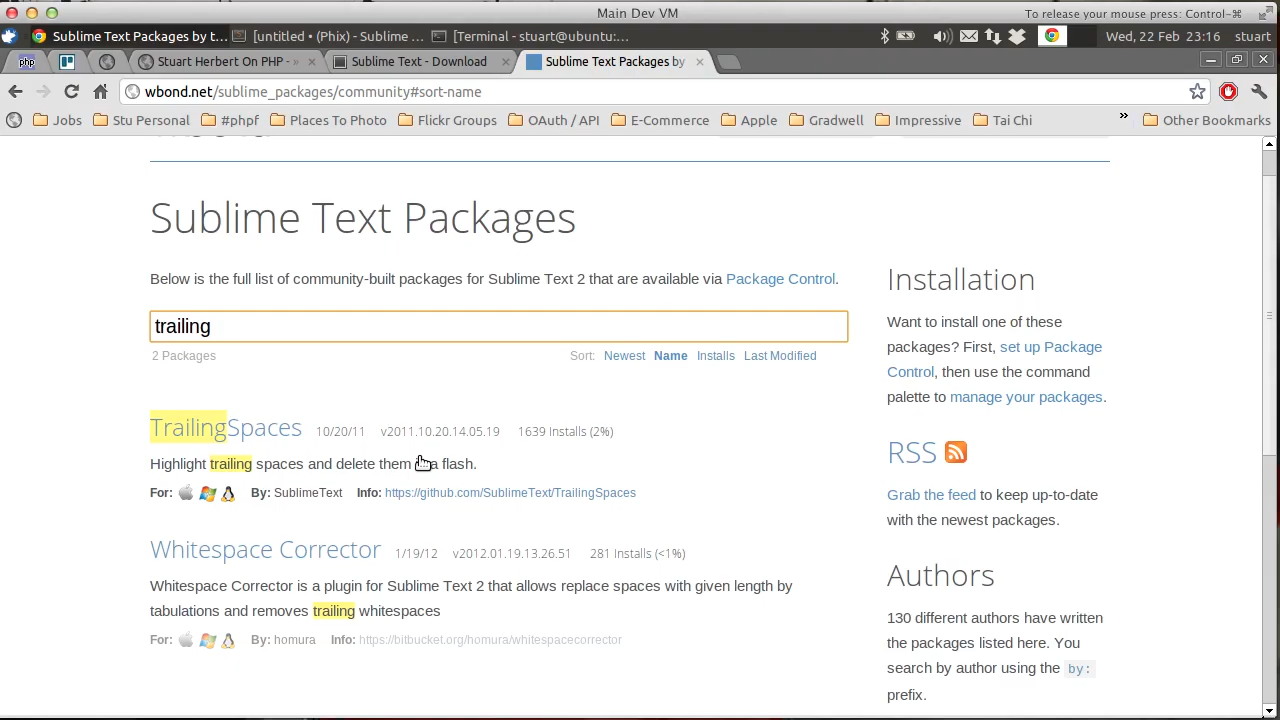 Main Dev VM
To release your mouse press: Control-⌘
Sublime Text Packages by t...
[untitled • (Phix) - Sublime ...
[Terminal - stuart@ubuntu:...
Wed, 22 Feb 23:16
stuart
php
Stuart Herbert On PHP - »
Sublime Text - Download
Sublime Text Packages by
wbond.net/sublime_packages/community#sort-name
Jobs
Stu Personal
#phpf
Places To Photo
Flickr Groups
OAuth / API
E-Commerce
Apple
Gradwell
Impressive
Tai Chi
»
Other Bookmarks
Sublime Text Packages
Below is the full list of community-built packages for Sublime Text 2 that are available via Package Control.
trailing
2 Packages
Sort: Newest Name Installs Last Modified
TrailingSpaces 10/20/11 v2011.10.20.14.05.19 1639 Installs (2%)
Highlight trailing spaces and delete them a flash.
For: By: SublimeText Info: https://github.com/SublimeText/TrailingSpaces
Whitespace Corrector 1/19/12 v2012.01.19.13.26.51 281 Installs (<1%)
Whitespace Corrector is a plugin for Sublime Text 2 that allows replace spaces with given length by
tabulations and removes trailing whitespaces
For: By: homura Info: https://bitbucket.org/homura/whitespacecorrector
Installation
Want to install one of these
packages? First, set up Package
Control, then use the command
palette to manage your packages.
RSS
Grab the feed to keep up-to-date
with the newest packages.
Authors
130 different authors have written
the packages listed here. You
search by author using the by:
prefix.